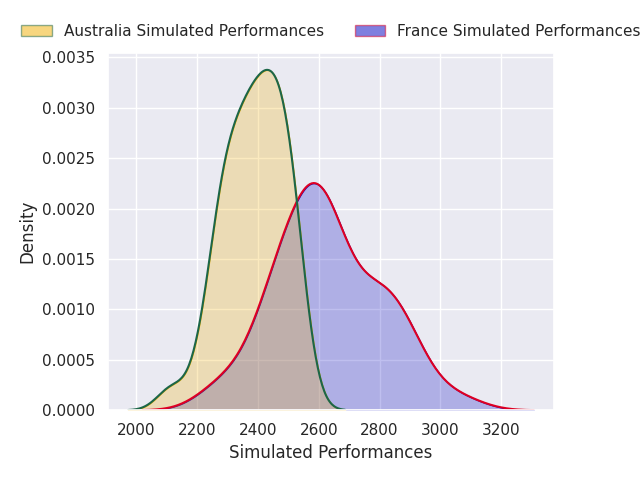 Australia Simulated Performances
France Simulated Performances
0.0035
0.0030
0.0025
0.0020
0.0015
0.0010
0.0005
0.0000
Density
2000 2200 2400 2600 2800 3000 3200
Simulated Performances